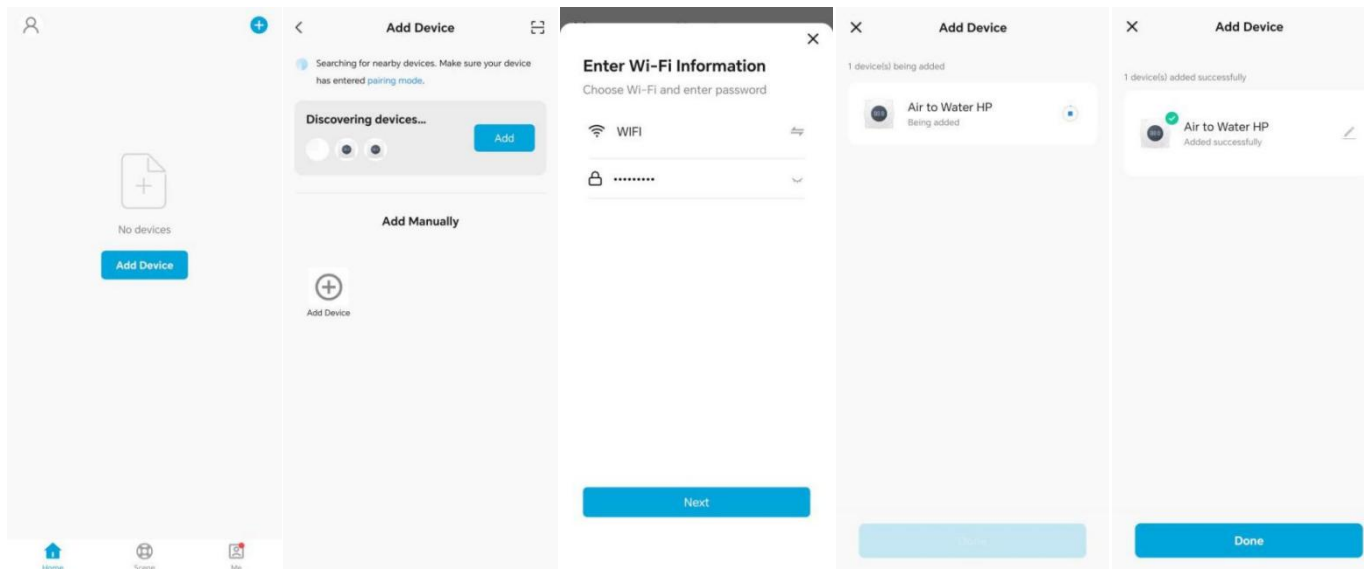 No devices
Add Device
Home
Scene
Me
Add Device
Searching for nearby devices. Make sure your device
has entered pairing mode.
Discovering devices...
Add
Add Manually
Add Device
Enter Wi-Fi Information
Choose Wi-Fi and enter password
WIFI
Next
Add Device
1 device(s) being added
Air to Water HP
Being added
Add Device
1 device(s) added successfully
Air to Water HP
Added successfully
Done